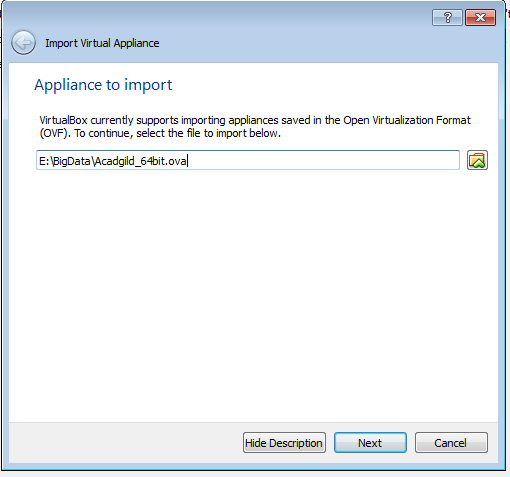 ?
Import Virtual Appliance
Appliance to import
VirtualBox currently supports importing appliances saved in the Open Virtualization Format
(OVF). To continue, select the file to import below.
E:\BigData\Acadgild_64bit.ova
Hide Description Next Cancel